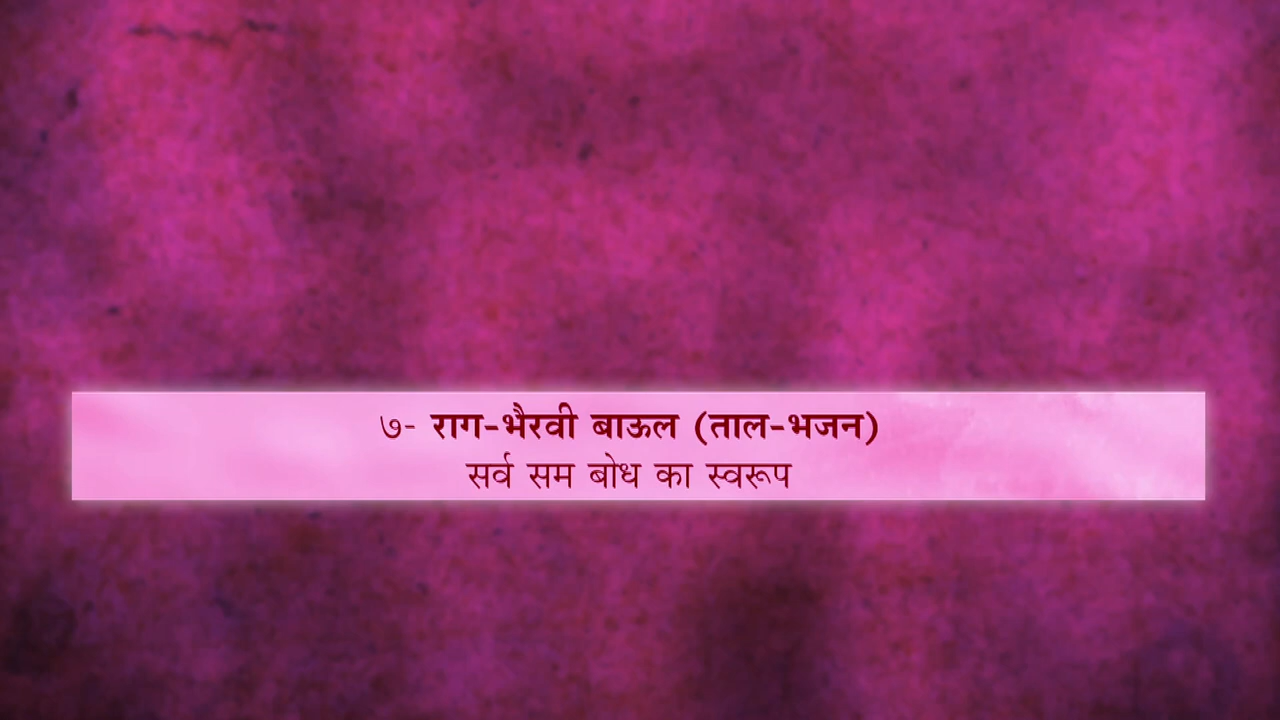 ७- राग-भैरवी बाऊल (ताल-भजन)
सर्व सम बोध का स्वरूप